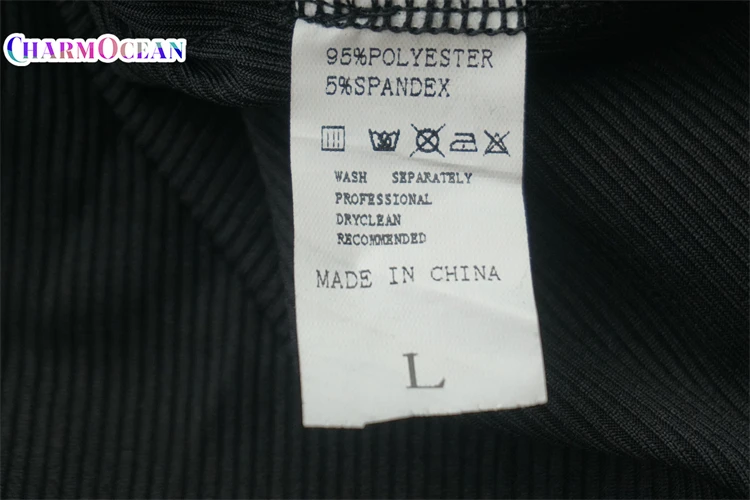 CHARMOCEAN
95%POLYESTER
5%SPANDEX
WASH SEPARATELY
PROFESSIONAL
DRYCLEAN
RECOMMENDED
MADE IN CHINA
L